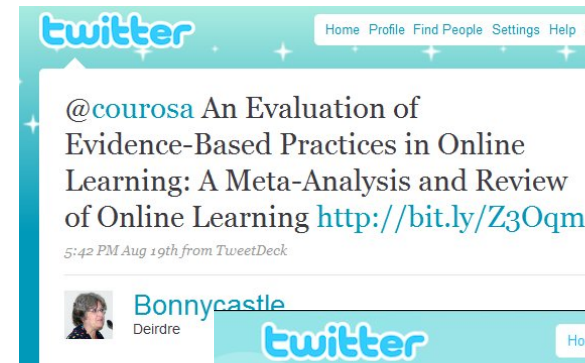 twitter
Home Profile Find People Settings Help
@courosa An Evaluation of
Evidence-Based Practices in Online
Learning: A Meta-Analysis and Review
of Online Learning http://bit.ly/Z3Oqm
5:42 PM Aug 19th from TweetDeck
Bonnycastle
Deirdre
twitter
Ho